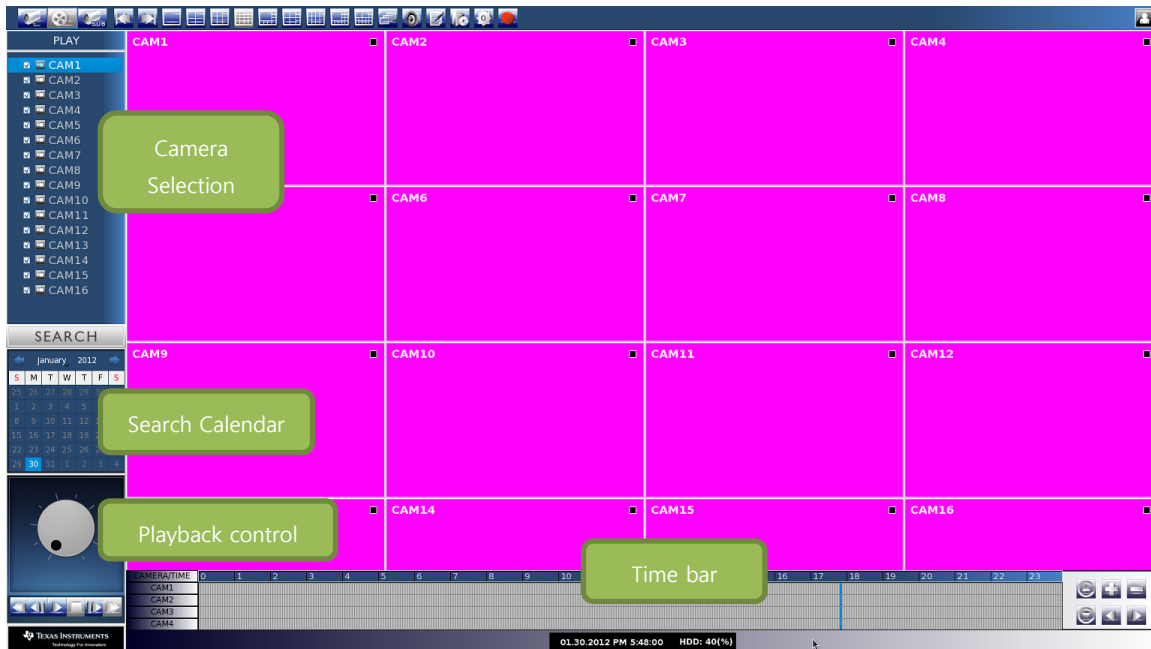 SUB
PLAY
CAM1
CAM2
CAM3
CAM4
CAM5
CAM6
CAM7
CAM8
CAM9
CAM10
CAM11
CAM12
CAM13
CAM14
CAM15
CAM16
Camera
Selection
SEARCH
January 2012
S M T W T F S
25 26 27 28 29
1 2 3 4 5
8 9 10 11 12
15 16 17 18 19
22 23 24 25 26
29 30 31 1 2 3 4
Search Calendar
Playback control
TEXAS INSTRUMENTS
Technology For Innovators
CAM1
CAM2
CAM3
CAM4
CAM6
CAM7
CAM8
CAM9
CAM10
CAM11
CAM12
CAM14
CAM15
CAM16
Time bar
CAMERA/TIME 0 1 2 3 4 5 6 7 8 9 10 16 17 18 19 20 21 22 23
CAM1
CAM2
CAM3
CAM4
01.30.2012 PM 5:48:00 HDD: 40(%)